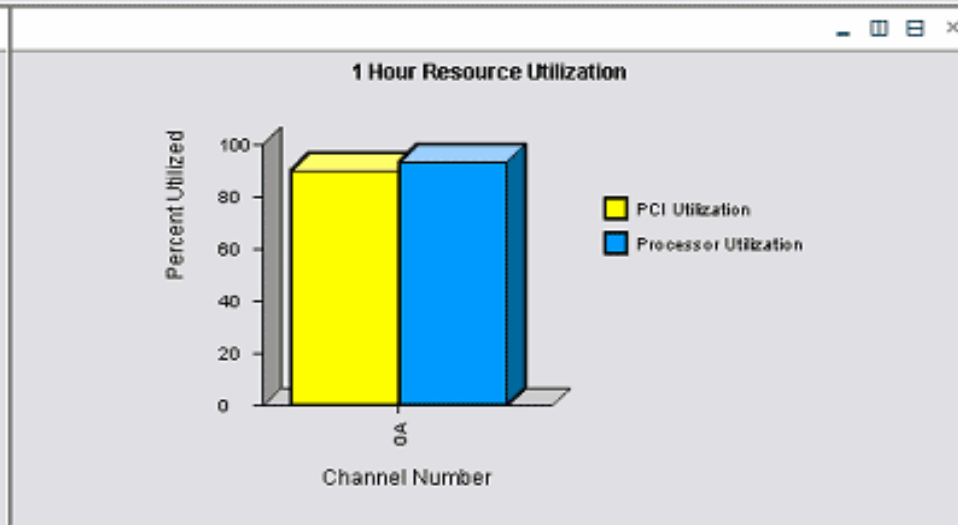 1 Hour Resource Utilization
Percent Utilized
100
80
60
40
20
0
0A
Channel Number
PCI Utilization
Processor Utilization